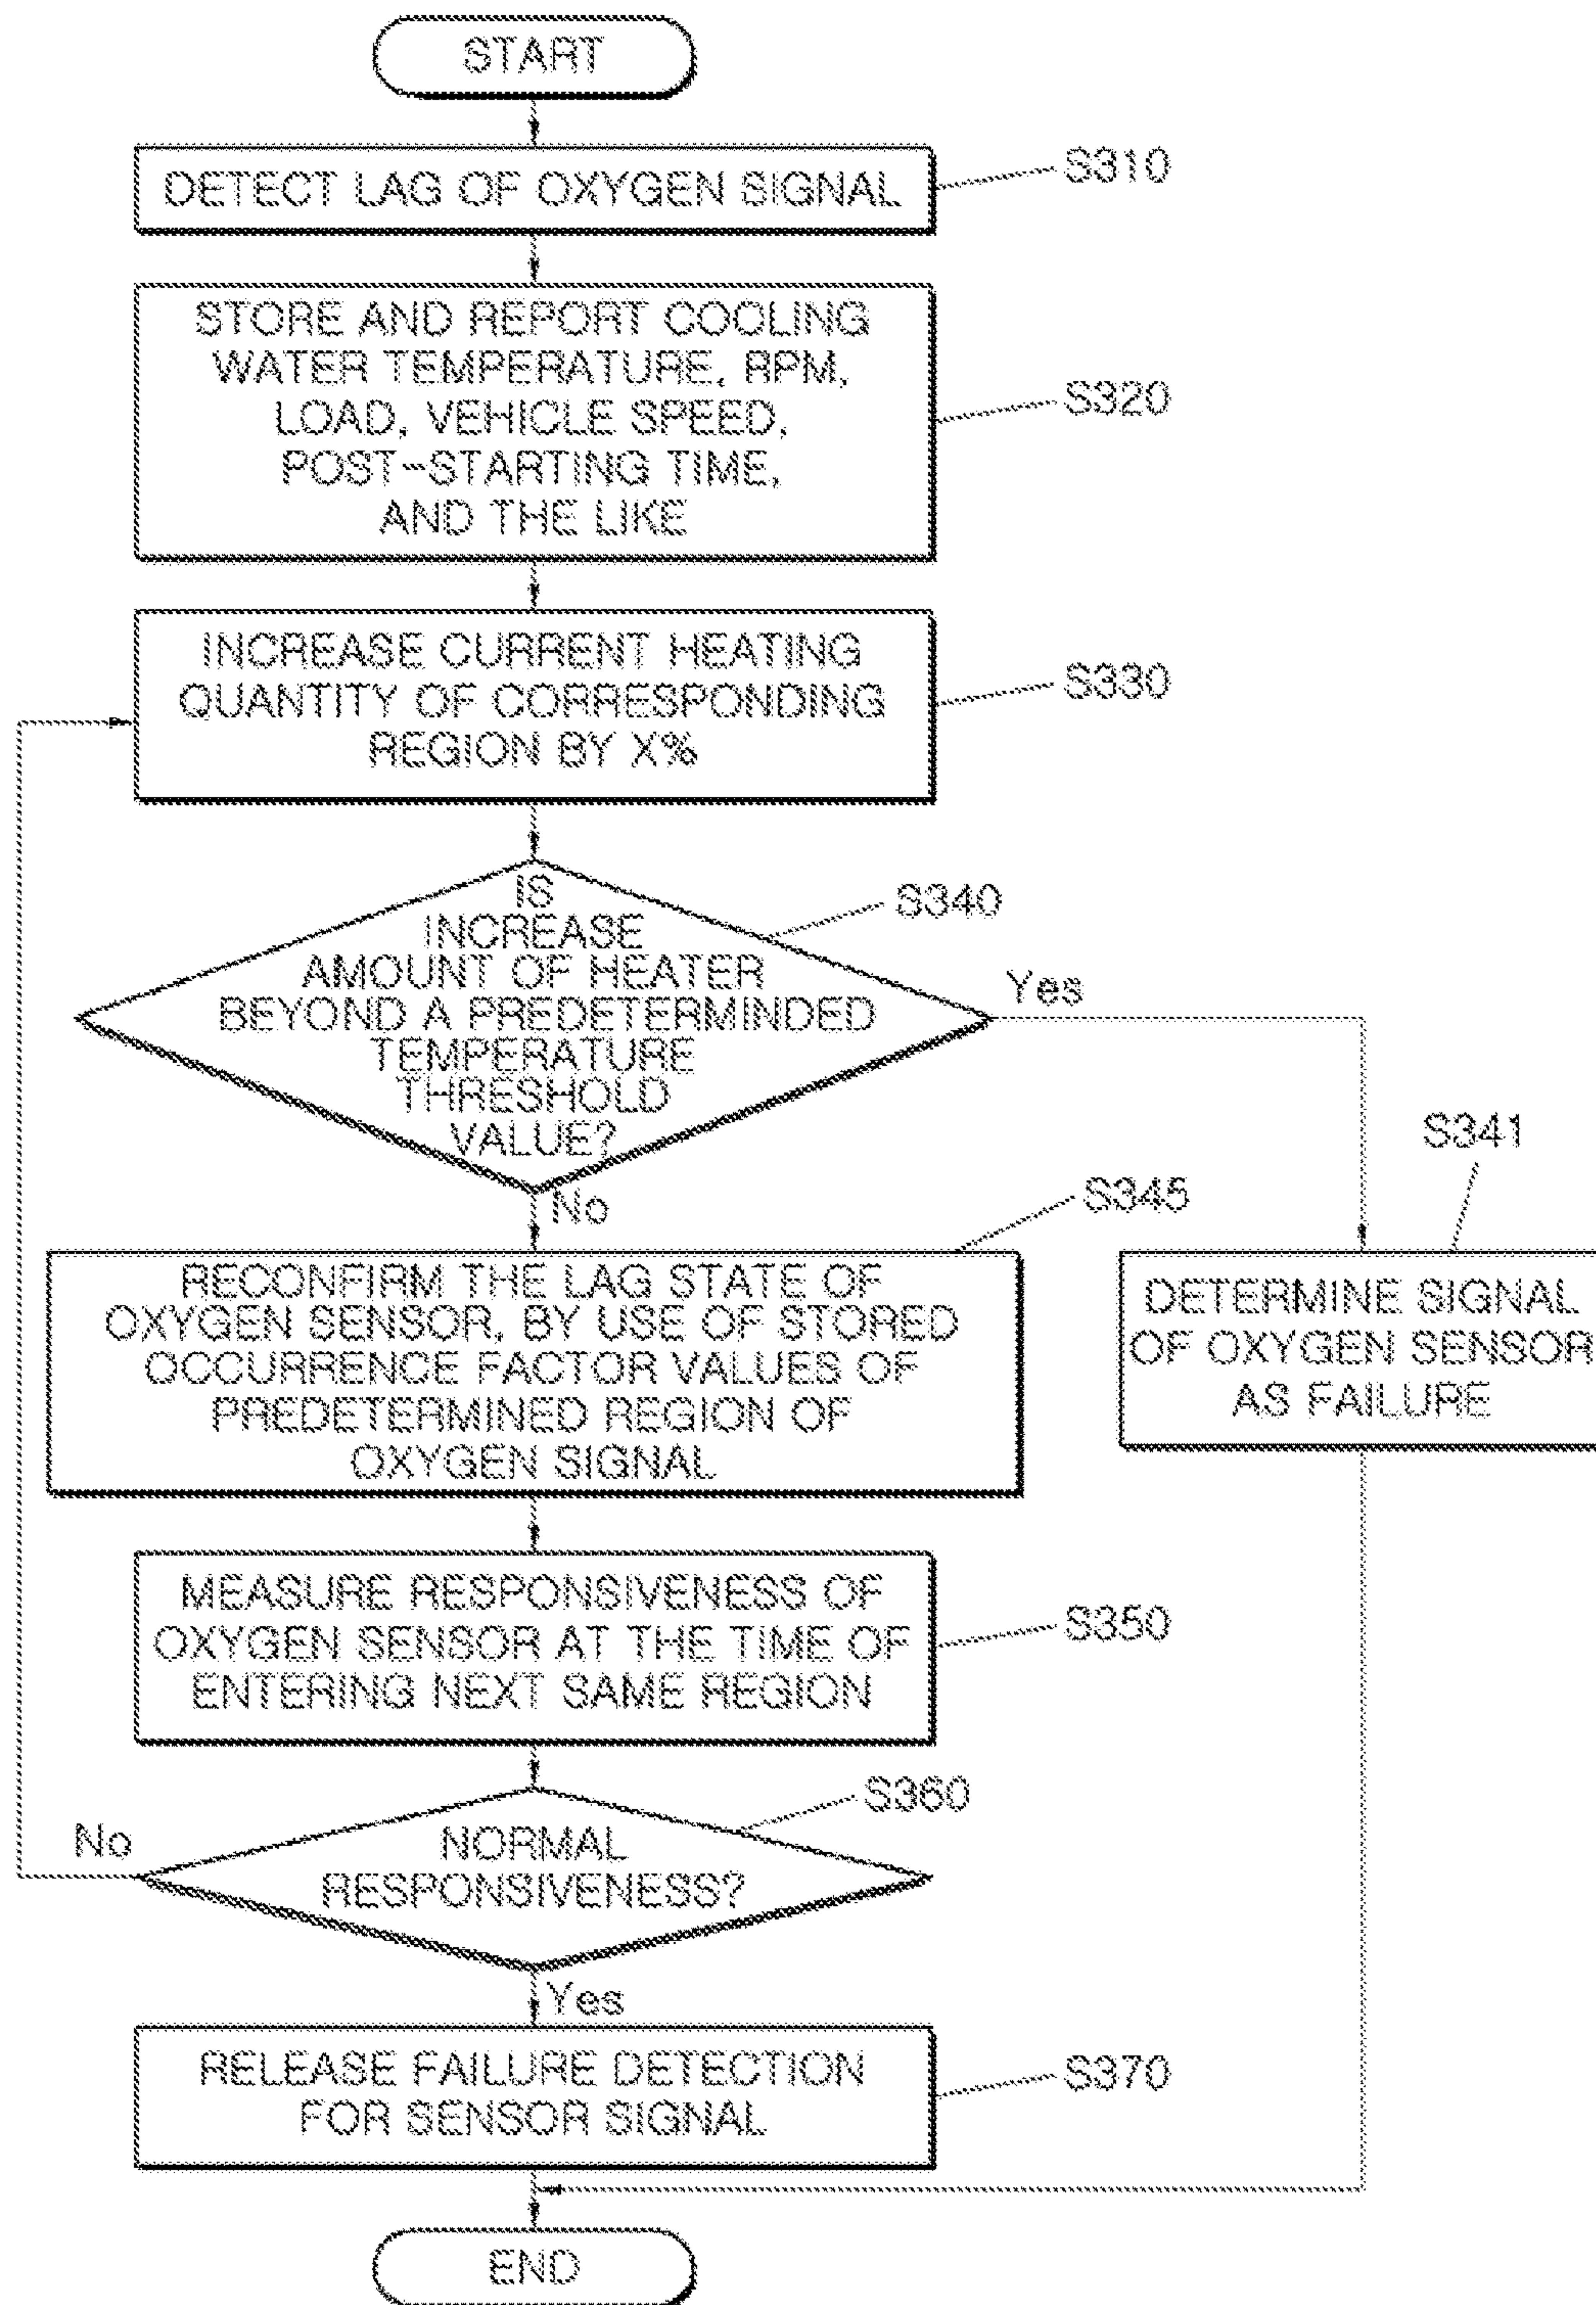 START
DETECT LAG OF OXYGEN SIGNAL
S310
STORE AND REPORT COOLING
WATER TEMPERATURE, RPM,
LOAD, VEHICLE SPEED,
POST-STARTING TIME,
AND THE LIKE
S320
INCREASE CURRENT HEATING
QUANTITY OF CORRESPONDING
REGION BY X%
S330
IS
INCREASE
AMOUNT OF HEATER
BEYOND A PREDETERMINDED
TEMPERATURE
THRESHOLD
VALUE?
S340
Yes
No
S341
DETERMINE SIGNAL
OF OXYGEN SENSOR
AS FAILURE
S345
RECONFIRM THE LAG STATE OF
OXYGEN SENSOR, BY USE OF STORED
OCCURRENCE FACTOR VALUES OF
PREDETERMINED REGION OF
OXYGEN SIGNAL
MEASURE RESPONSIVENESS OF
OXYGEN SENSOR AT THE TIME OF
ENTERING NEXT SAME REGION
S350
S360
No
NORMAL
RESPONSIVENESS?
Yes
RELEASE FAILURE DETECTION
FOR SENSOR SIGNAL
S370
END